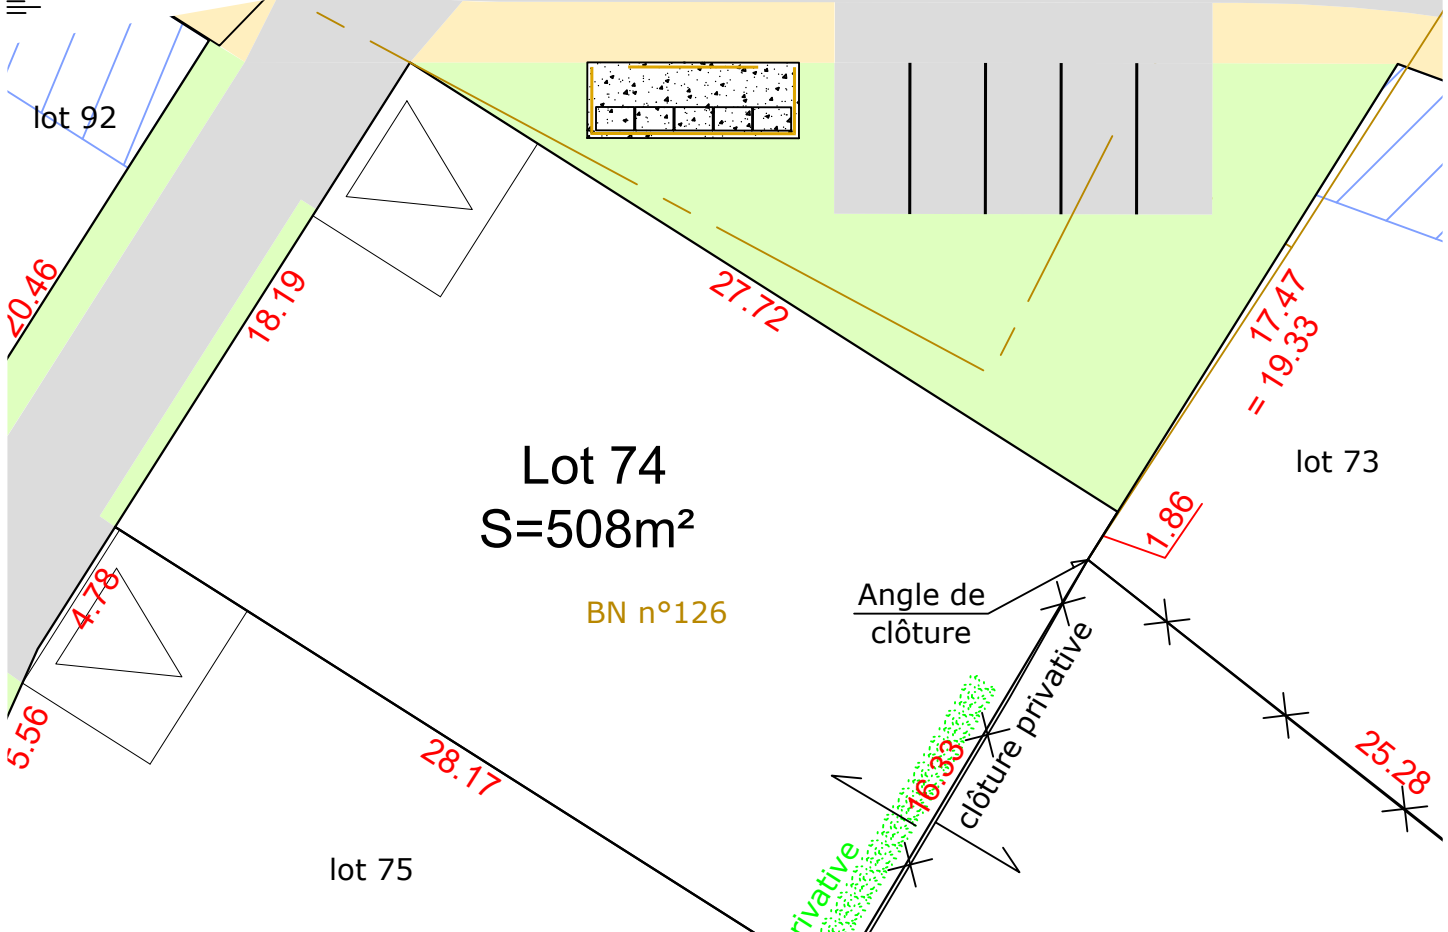 lot 92
20.46
18.19
27.72
17.47
= 19.33
Lot 74
S=508m²
lot 73
1.86
BN n°126
Angle de
clôture
4.78
clôture privative
5.56
28.17
16.33
25.28
lot 75
rivative